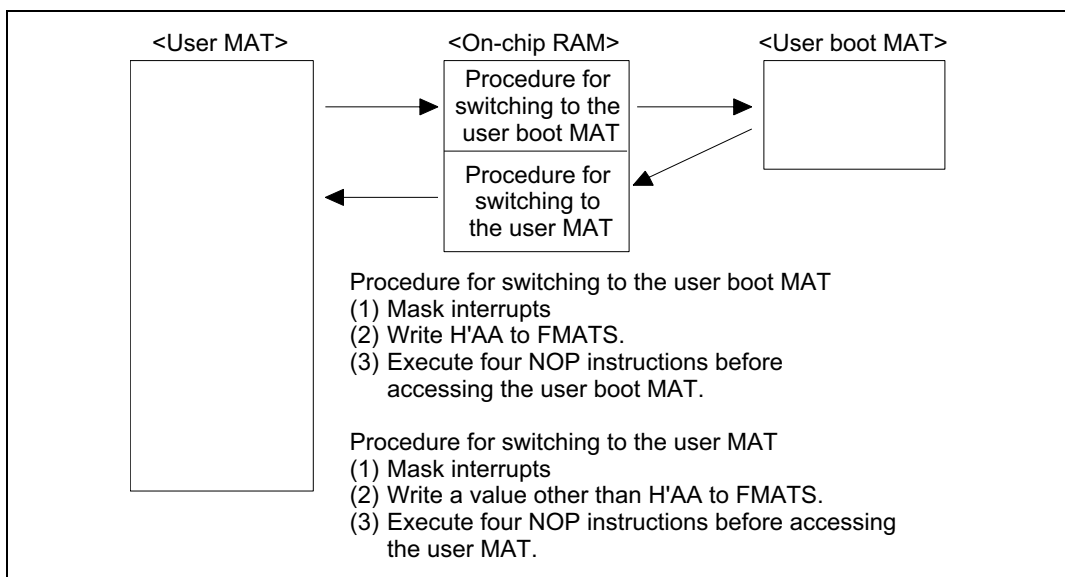 <User MAT>
<On-chip RAM>
<User boot MAT>
Procedure for
switching to the
user boot MAT
Procedure for
switching to
the user MAT
Procedure for switching to the user boot MAT
(1) Mask interrupts
(2) Write H'AA to FMATS.
(3) Execute four NOP instructions before
accessing the user boot MAT.
Procedure for switching to the user MAT
(1) Mask interrupts
(2) Write a value other than H'AA to FMATS.
(3) Execute four NOP instructions before accessing
the user MAT.